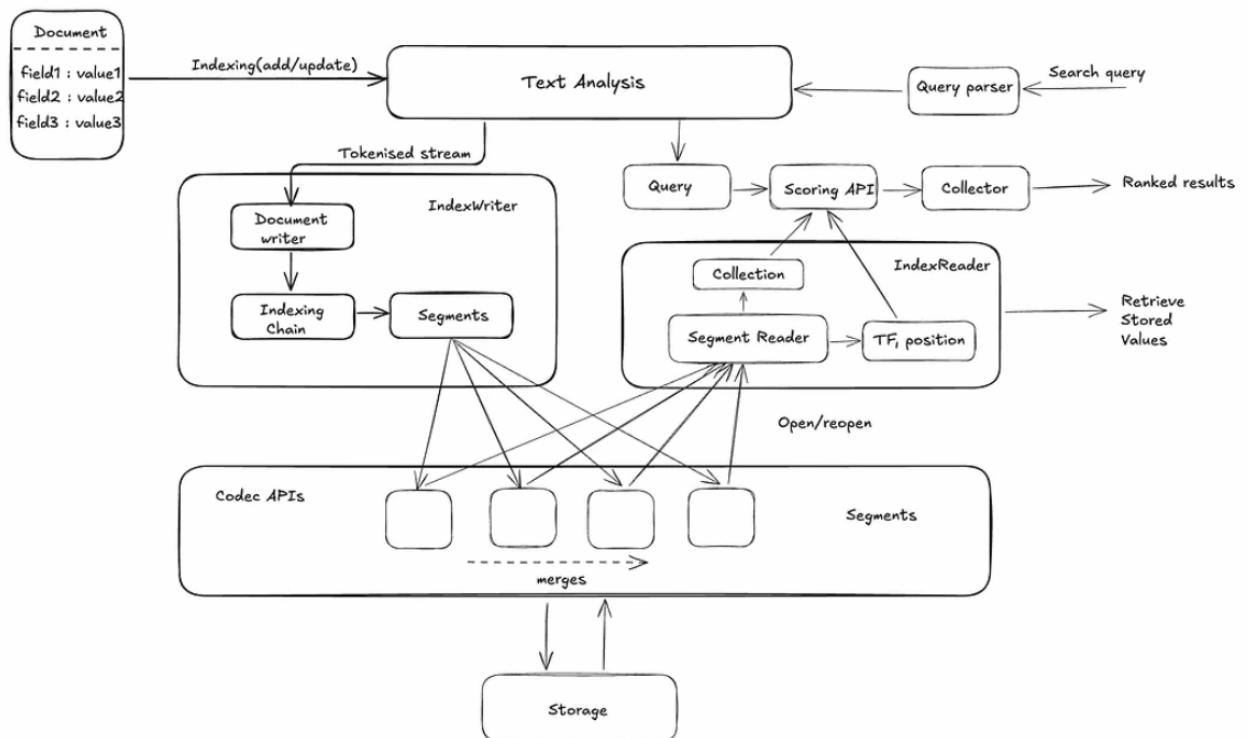 Document
field1 : value1
field2 : value2
field3 : value3
Indexing(add/update)
Text Analysis
Search query
Query parser
Tokenised stream
IndexWriter
Document
writer
Indexing
Chain
Segments
Query
Scoring API
Collector
Ranked results
IndexReader
Collection
Segment Reader
TF, position
Retrieve
Stored
Values
Open/reopen
Codec APIs
Segments
merges
Storage